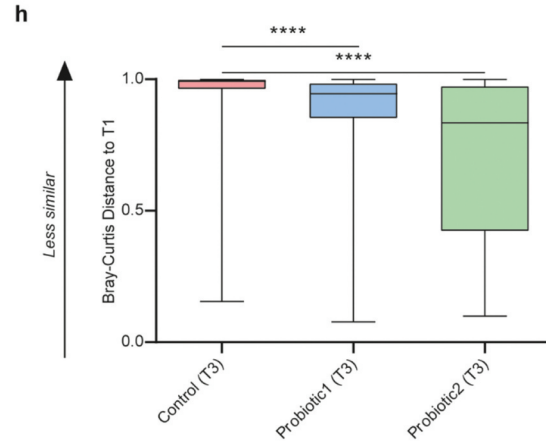 h
****
****
1.0
0.5
0.0
Less similar
Bray-Curtis Distance to T1
Control (T3)
Probiotic1 (T3)
Probiotic2 (T3)